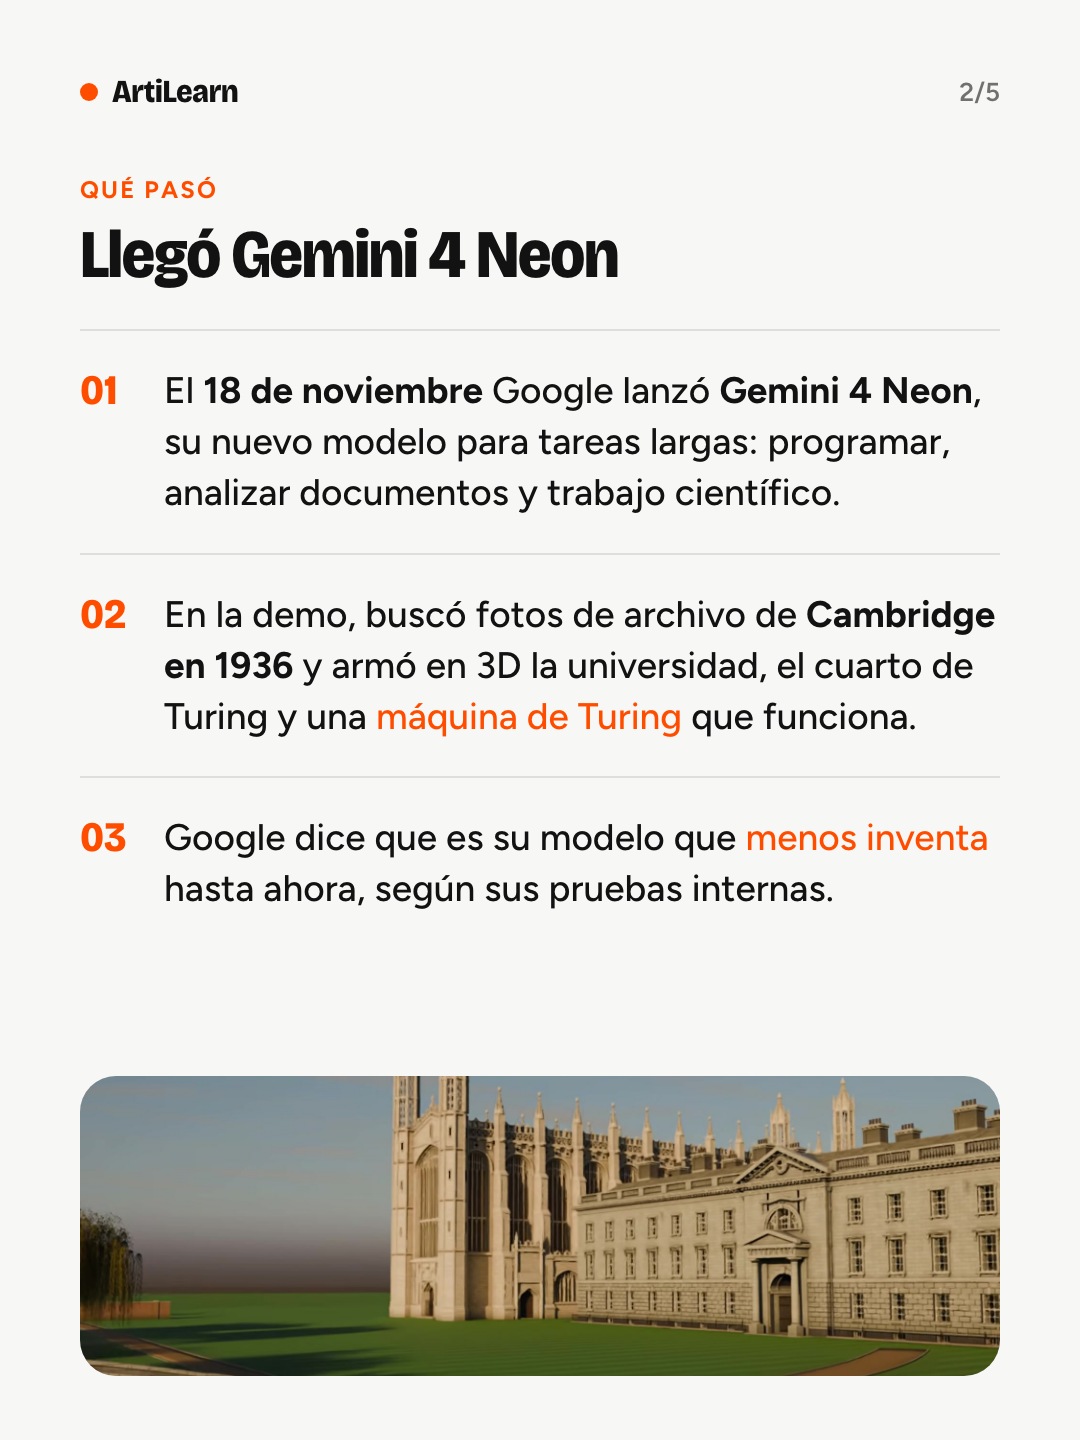 ArtiLearn
2/5
QUÉ PASÓ
Llegó Gemini 4 Neon
01
El 18 de noviembre Google lanzó Gemini 4 Neon,
su nuevo modelo para tareas largas: programar,
analizar documentos y trabajo científico.
02
En la demo, buscó fotos de archivo de Cambridge
en 1936 y armó en 3D la universidad, el cuarto de
Turing y una máquina de Turing que funciona.
03
Google dice que es su modelo que menos inventa
hasta ahora, según sus pruebas internas.